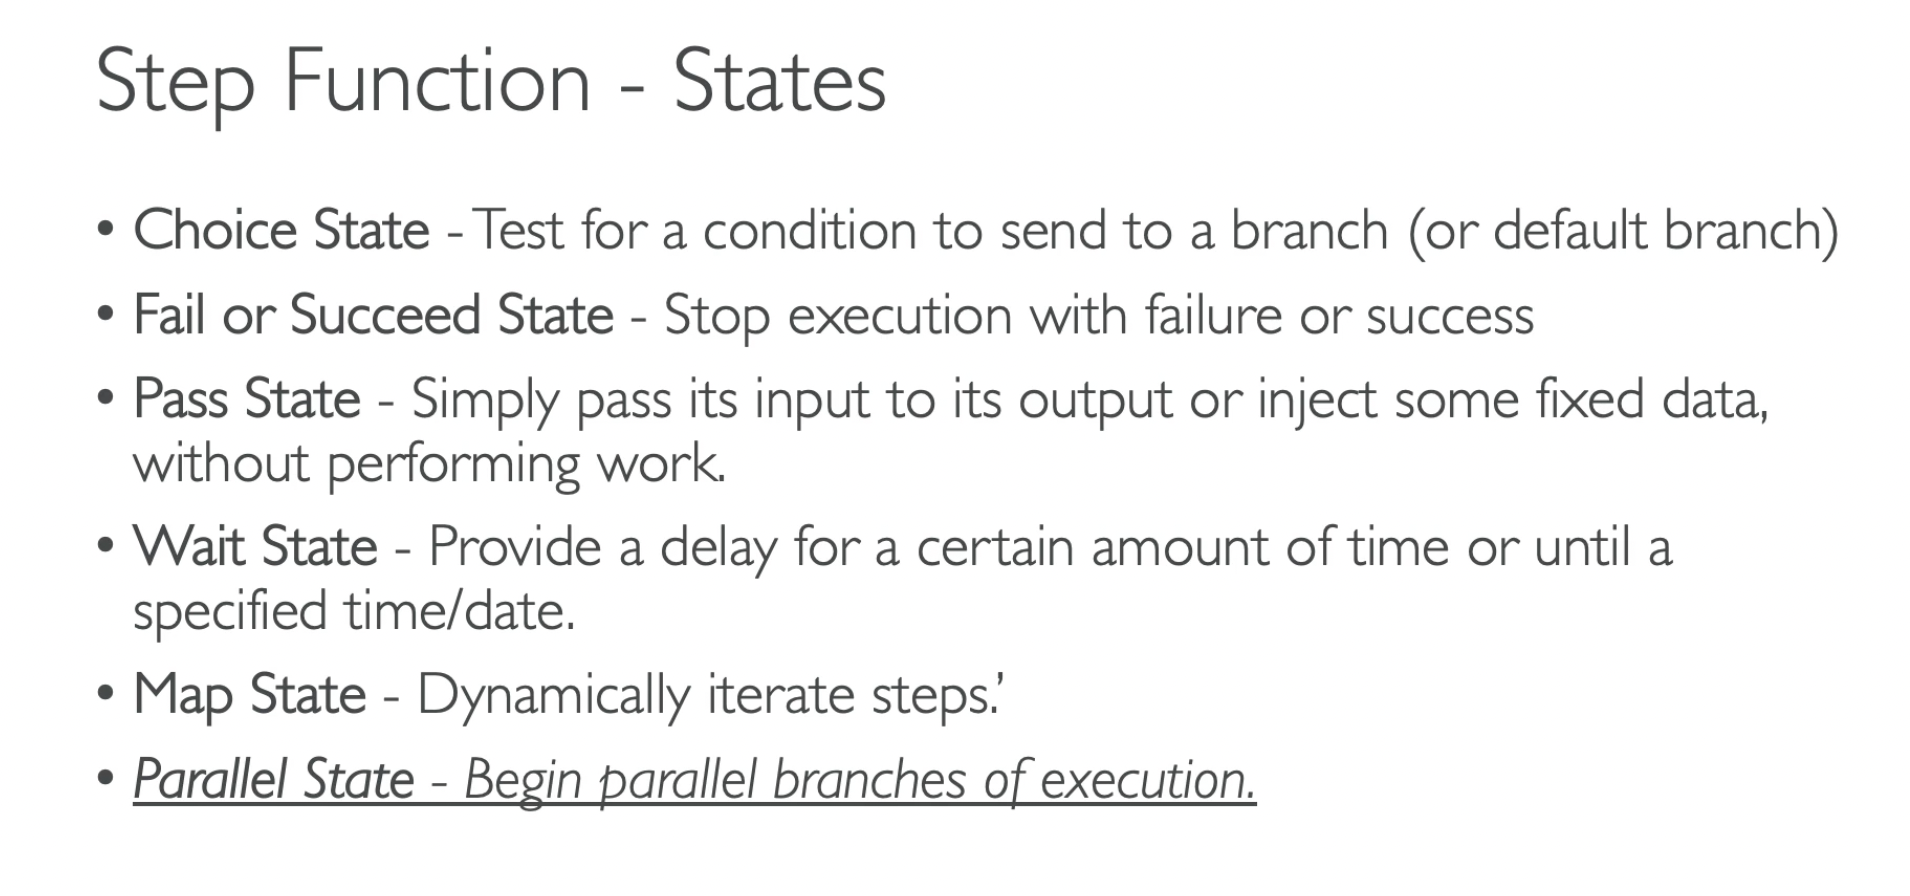 Step Function - States
• Choice State - Test for a condition to send to a branch (or default branch)
• Fail or Succeed State - Stop execution with failure or success
• Pass State - Simply pass its input to its output or inject some fixed data,
without performing work.
• Wait State - Provide a delay for a certain amount of time or until a
specified time/date.
• Map State - Dynamically iterate steps.’
• Parallel State - Begin parallel branches of execution.